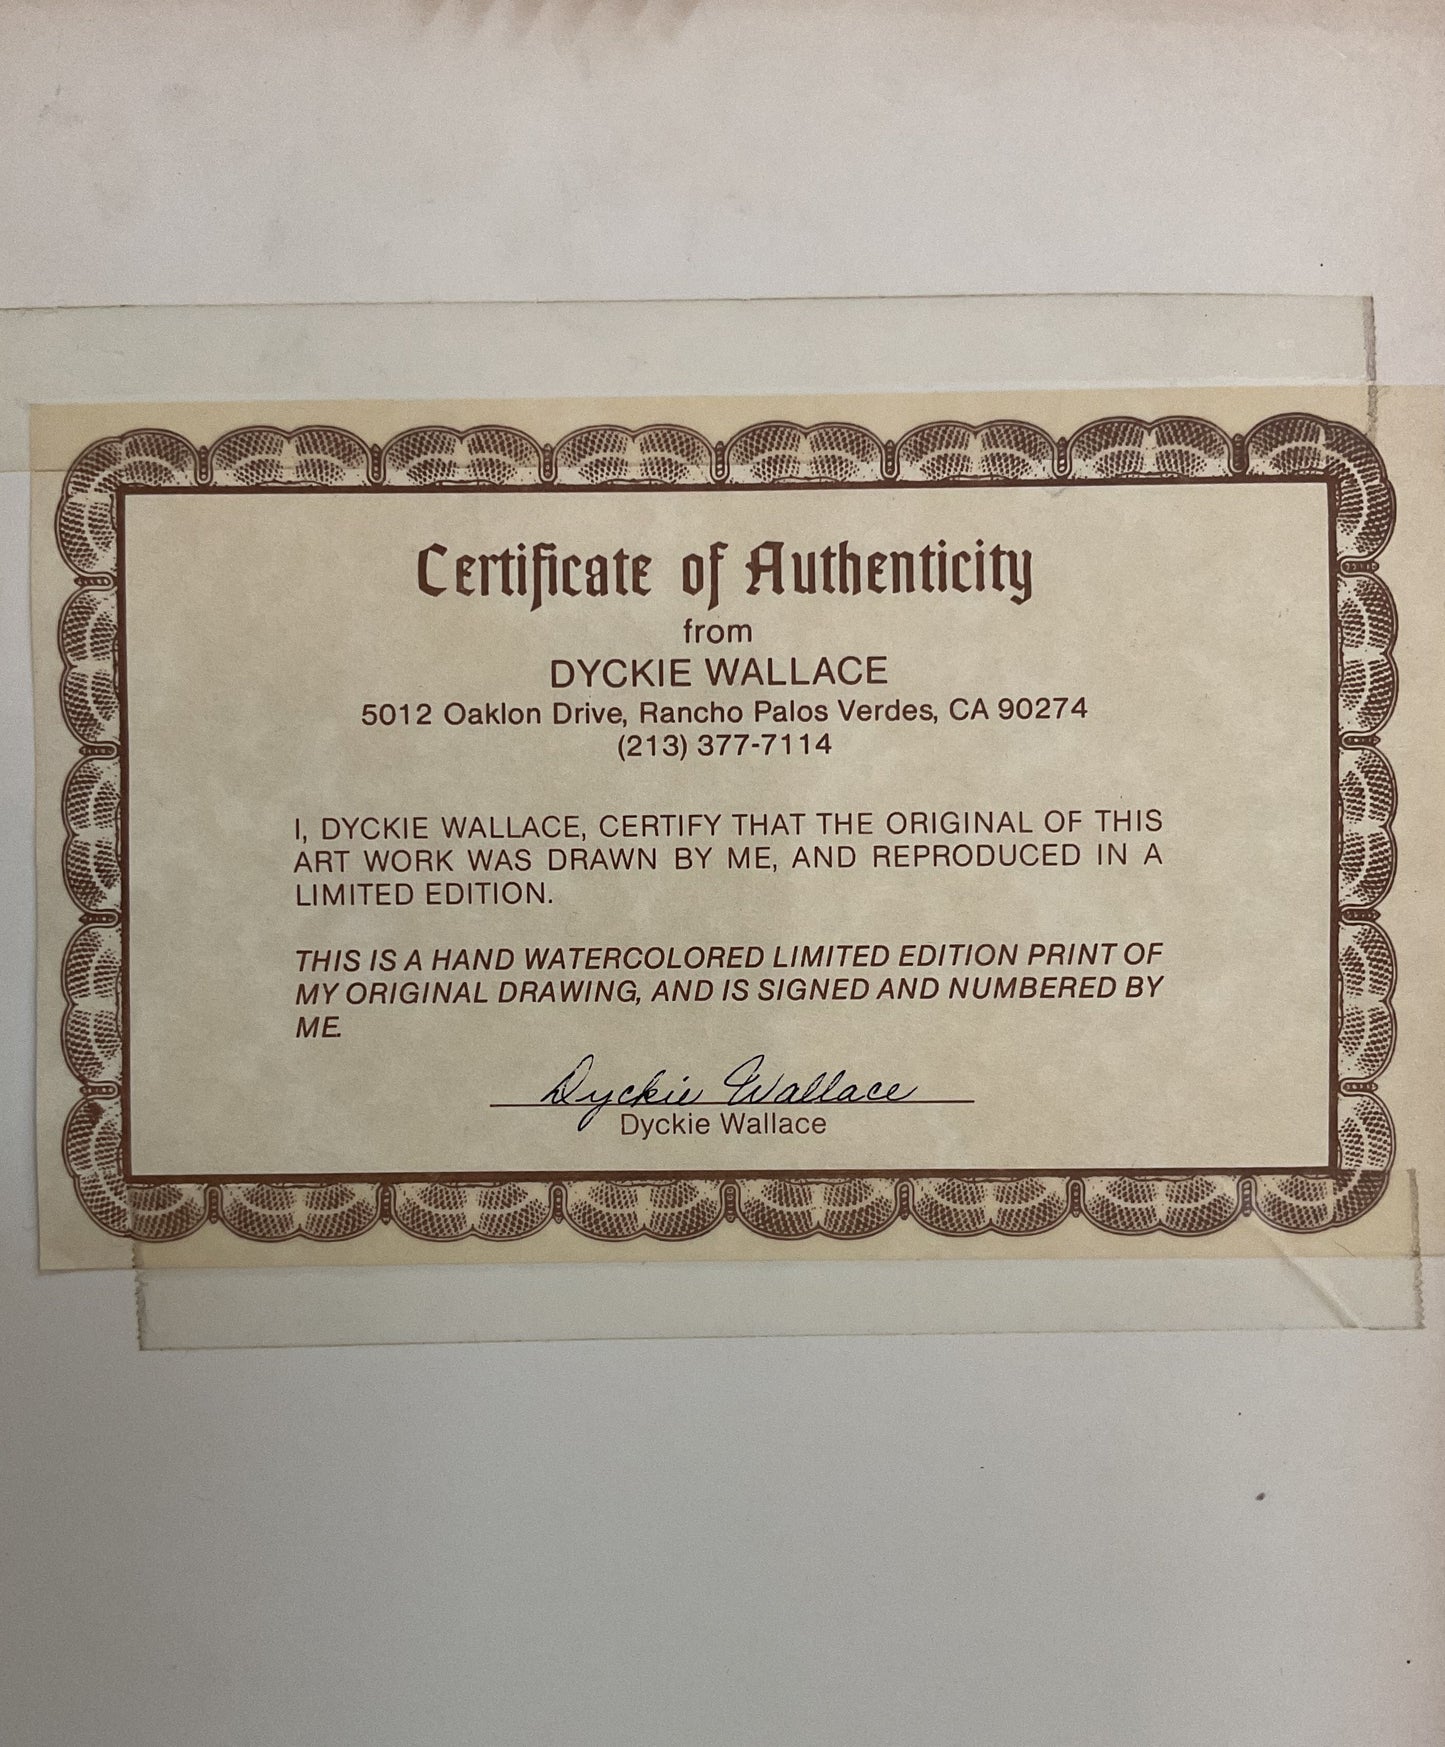 Certificate of Authenticity
from
DYCKIE WALLACE
5012 Oaklon Drive, Rancho Palos Verdes, CA 90274
(213) 377-7114
I, DYCKIE WALLACE, CERTIFY THAT THE ORIGINAL OF THIS
ART WORK WAS DRAWN BY ME, AND REPRODUCED IN A
LIMITED EDITION.
THIS IS A HAND WATERCOLORED LIMITED EDITION PRINT OF
MY ORIGINAL DRAWING, AND IS SIGNED AND NUMBERED BY
ME.
Dyckie Wallace
Dyckie Wallace